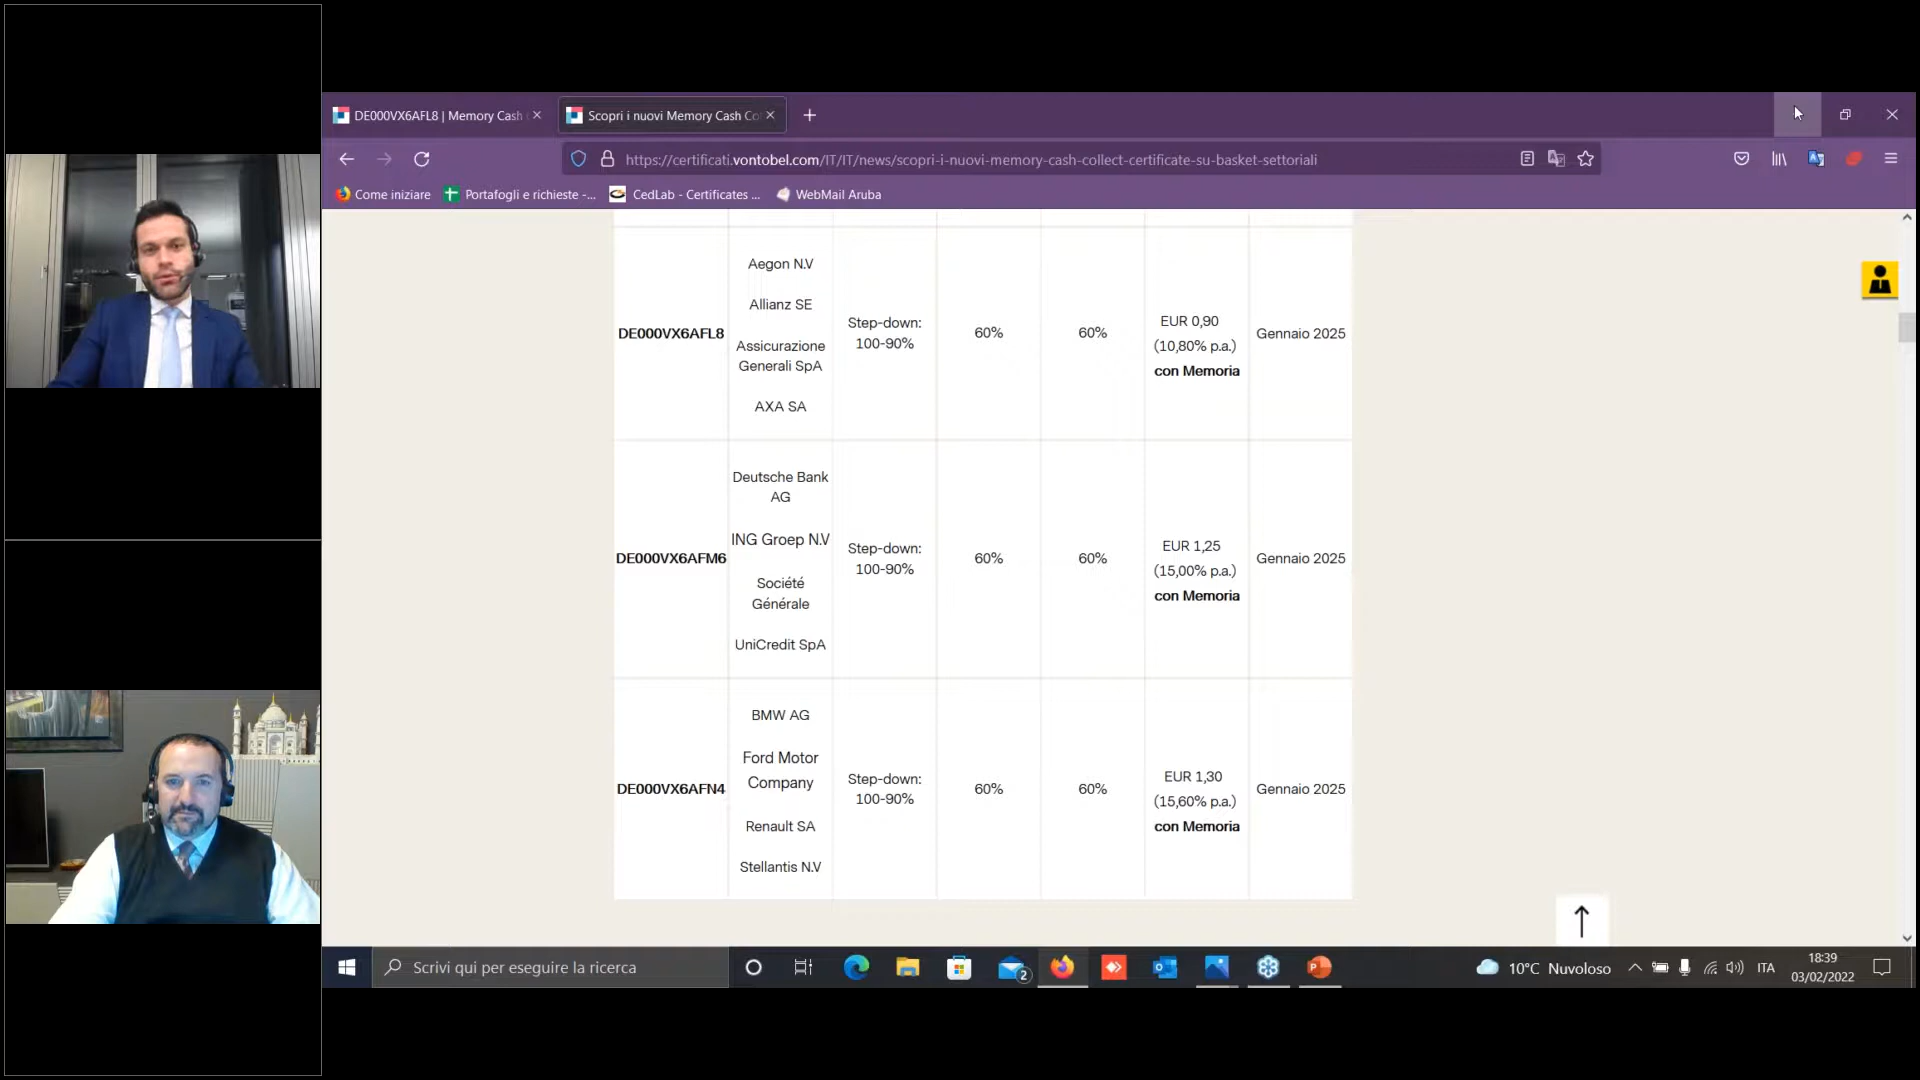 DE000VX6AFL8 | Memory Cash
Scopri i nuovi Memory Cash Co
https://certificati.vontobel.com/IT/IT/news/scopri-i-nuovi-memory-cash-collect-certificate-su-basket-settoriali
Come iniziare
Portafogli e richieste -...
CedLab - Certificates ...
WebMail Aruba
DE000VX6AFL8
Aegon N.V
Allianz SE
Assicurazione
Generali SpA
AXA SA
Step-down:
100-90%
60%
60%
EUR 0,90
(10,80% p.a.)
con Memoria
Gennaio 2025
DE000VX6AFM6
Deutsche Bank
AG
ING Groep N.V
Société
Générale
UniCredit SpA
Step-down:
100-90%
60%
60%
EUR 1,25
(15,00% p.a.)
con Memoria
Gennaio 2025
DE000VX6AFN4
BMW AG
Ford Motor
Company
Renault SA
Stellantis N.V
Step-down:
100-90%
60%
60%
EUR 1,30
(15,60% p.a.)
con Memoria
Gennaio 2025
Scrivi qui per eseguire la ricerca
2
10°C Nuvoloso
ITA
18:39
03/02/2022